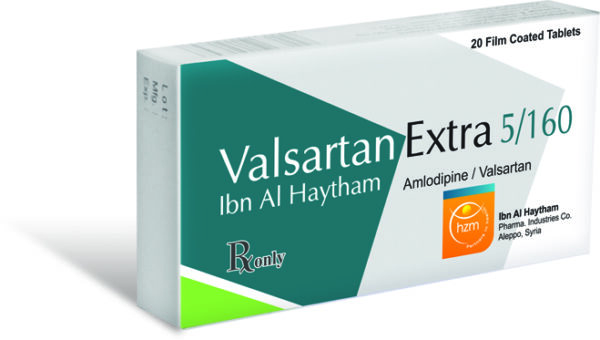 20 Film Coated Tablets
Valsartan Extra 5/160
Ibn Al Haytham
Amlodipine / Valsartan
hzm
Ibn Al Haytham
Pharma. Industries Co.
Aleppo, Syria
Rx only
Lot:
Mfg.:
Exp.: